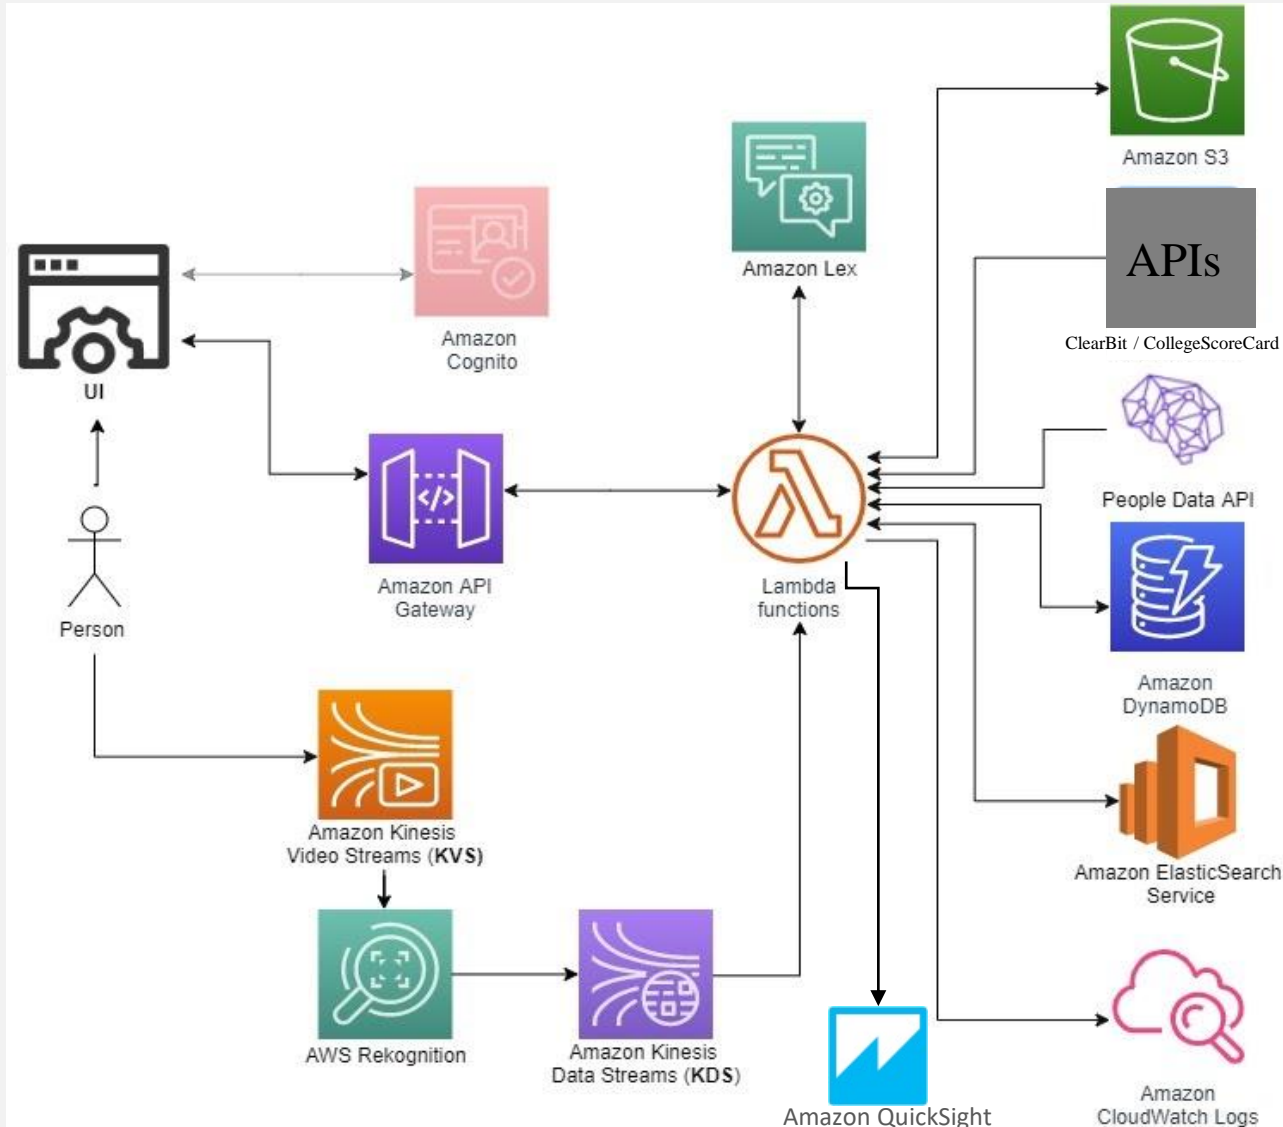 Amazon S3
APIs
ClearBit / CollegeScoreCard
People Data API
Amazon
DynamoDB
Amazon ElasticSearch
Service
Amazon
CloudWatch Logs
Amazon Lex
Lambda
functions
Amazon
Cognito
</>
Amazon API
Gateway
UI
Person
Amazon Kinesis
Video Streams (KVS)
AWS Rekognition
Amazon Kinesis
Data Streams (KDS)
Amazon QuickSight